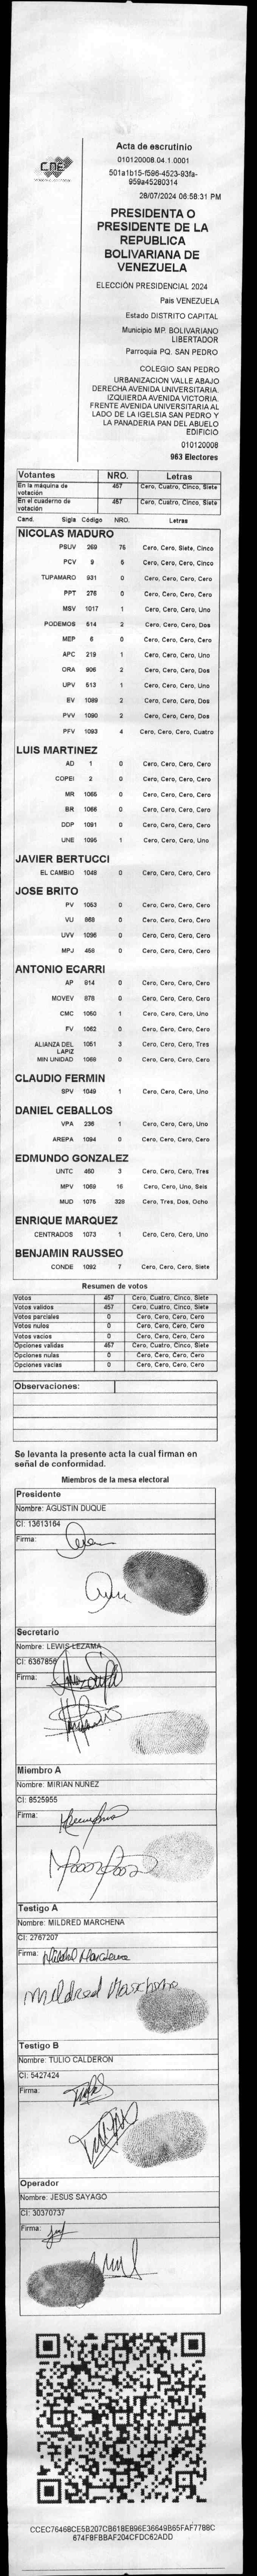 CNE
Acta de escrutinio
010120008.04.1.0001
501a1b15-f596-4523-93fa-
959a45280314
28/07/2024 06:58:31 PM
PRESIDENTA O
PRESIDENTE DE LA
REPUBLICA
BOLIVARIANA DE
VENEZUELA
ELECCIÓN PRESIDENCIAL 2024
Pais VENEZUELA
Estado DISTRITO CAPITAL
Municipio MP. BOLIVARIANO
LIBERTADOR
Parroquia PQ. SAN PEDRO
COLEGIO SAN PEDRO
URBANIZACION VALLE ABAJO
DERECHA AVENIDA UNIVERSITARIA.
IZQUIERDA AVENIDA VICTORIA.
FRENTE AVENIDA UNIVERSITARIA AL
LADO DE LA IGELSIA SAN PEDRO Y
LA PANADERIA PAN DEL ABUELO
EDIFICIO
010120008
963 Electores
Votantes NRO. Letras
En la máquina de votación 457 Cero, Cuatro, Cinco, Siete
En el cuaderno de votación 457 Cero, Cuatro, Cinco, Siete
Cand. Sigla Código NRO. Letras
NICOLAS MADURO
PSUV 269 75 Cero, Cero, Siete, Cinco
PCV 9 5 Cero, Cero, Cero, Cinco
TUPAMARO 931 0 Cero, Cero, Cero, Cero
PPT 276 0 Cero, Cero, Cero, Cero
MSV 1017 1 Cero, Cero, Cero, Uno
PODEMOS 514 2 Cero, Cero, Cero, Dos
MEP 6 0 Cero, Cero, Cero, Cero
APC 219 1 Cero, Cero, Cero, Uno
ORA 906 2 Cero, Cero, Cero, Dos
UPV 513 1 Cero, Cero, Cero, Uno
EV 1089 2 Cero, Cero, Cero, Dos
PVV 1090 2 Cero, Cero, Cero, Dos
PFV 1093 4 Cero, Cero, Cero, Cuatro
LUIS MARTINEZ
AD 1 0 Cero, Cero, Cero, Cero
COPEI 2 0 Cero, Cero, Cero, Cero
MR 1065 0 Cero, Cero, Cero, Cero
BR 1066 0 Cero, Cero, Cero, Cero
DDP 1091 0 Cero, Cero, Cero, Cero
UNE 1095 1 Cero, Cero, Cero, Uno
JAVIER BERTUCCI
EL CAMBIO 1048 0 Cero, Cero, Cero, Cero
JOSE BRITO
PV 1053 0 Cero, Cero, Cero, Cero
VU 868 0 Cero, Cero, Cero, Cero
UVV 1096 0 Cero, Cero, Cero, Cero
MPJ 458 0 Cero, Cero, Cero, Cero
ANTONIO ECARRI
AP 814 0 Cero, Cero, Cero, Cero
MOVEV 878 0 Cero, Cero, Cero, Cero
CMC 1050 1 Cero, Cero, Cero, Uno
FV 1052 0 Cero, Cero, Cero, Cero
ALIANZA DEL LAPIZ 1051 3 Cero, Cero, Cero, Tres
MIN UNIDAD 1068 0 Cero, Cero, Cero, Cero
CLAUDIO FERMIN
SPV 1049 1 Cero, Cero, Cero, Uno
DANIEL CEBALLOS
VPA 236 1 Cero, Cero, Cero, Uno
AREPA 1094 0 Cero, Cero, Cero, Cero
EDMUNDO GONZALEZ
UNTC 460 3 Cero, Cero, Cero, Tres
MPV 1069 16 Cero, Cero, Uno, Seis
MUD 1075 328 Cero, Tres, Dos, Ocho
ENRIQUE MARQUEZ
CENTRADOS 1073 1 Cero, Cero, Cero, Uno
BENJAMIN RAUSSEO
CONDE 1092 7 Cero, Cero, Cero, Siete
Resumen de votos
Votos 457 Cero, Cuatro, Cinco, Siete
Votos validos 457 Cero, Cuatro, Cinco, Siete
Votos parciales 0 Cero, Cero, Cero, Cero
Votos nulos 0 Cero, Cero, Cero, Cero
Votos vacios 0 Cero, Cero, Cero, Cero
Opciones validas 457 Cero, Cuatro, Cinco, Siete
Opciones nulas 0 Cero, Cero, Cero, Cero
Opciones vacias 0 Cero, Cero, Cero, Cero
Observaciones:
Se levanta la presente acta la cual firman en
señal de conformidad.
Miembros de la mesa electoral
Presidente
Nombre: AGUSTIN DUQUE
CI: 13613164
Firma:
Secretario
Nombre: LEWIS LEZAMA
CI: 6367856
Firma:
Miembro A
Nombre: MIRIAN NUÑEZ
CI: 8525955
Firma:
Testigo A
Nombre: MILDRED MARCHENA
CI: 2767207
Firma: Mildred Marchena
Mildred Marchena
Testigo B
Nombre: TULIO CALDERON
CI: 5427424
Firma:
Operador
Nombre: JESUS SAYAGO
CI: 30370737
Firma:
CCEC76468CE5B207CB618E896E36649B65FAF7788C
674F8FBBAF204CFDC62ADD